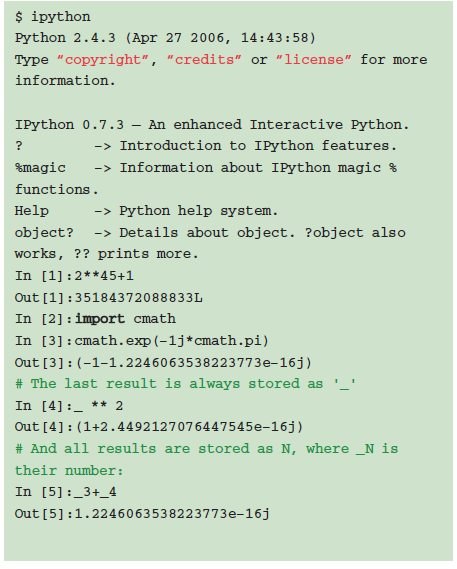 $ ipython
Python 2.4.3 (Apr 27 2006, 14:43:58)
Type ”copyright”, ”credits” or ”license” for more
information.
IPython 0.7.3 — An enhanced Interactive Python.
? —> Introduction to IPython features.
%magic —> Information about IPython magic %
functions.
Help —> Python help system.
object? —> Details about object. ?object also
works, ?? prints more.
In [1]:2**45+1
Out[1]:35184372088833L
In [2]:import cmath
In [3]:cmath.exp(−1j*cmath.pi)
Out[3]:(−1−1.2246063538223773e−16j)
# The last result is always stored as '_'
In [4]:_ ** 2
Out[4]:(1+2.4492127076447545e−16j)
# And all results are stored as N, where _N is
their number:
In [5]:_3+_4
Out[5]:1.2246063538223773e−16j